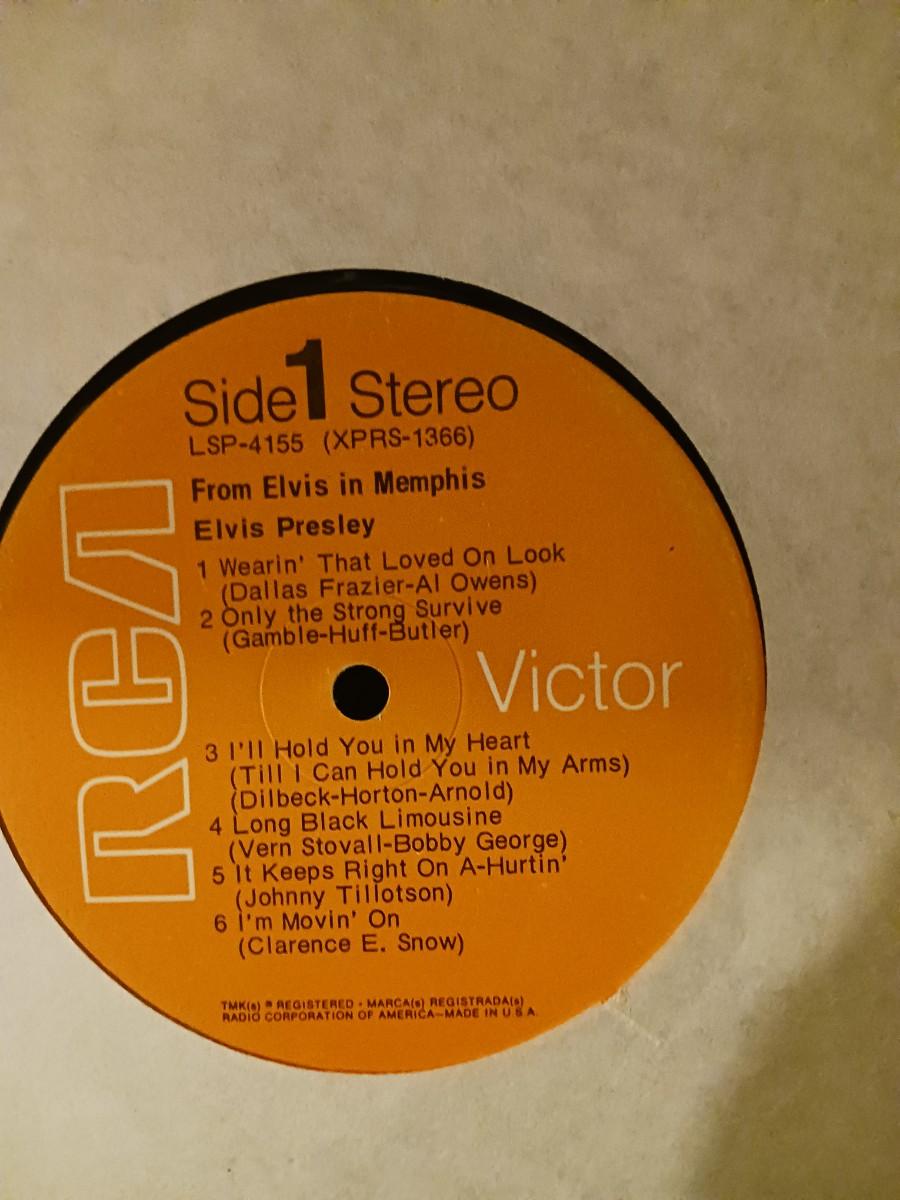 Side 1 Stereo
LSP-4155 (XPRS-1366)
From Elvis in Memphis
Elvis Presley
1 Wearin' That Loved On Look
(Dallas Frazier-Al Owens)
2 Only the Strong Survive
(Gamble-Huff-Butler)
RCA
Victor
3 I'll Hold You in My Heart
(Till I Can Hold You in My Arms)
(Dilbeck-Horton-Arnold)
4 Long Black Limousine
(Vern Stovall-Bobby George)
5 It Keeps Right On A-Hurtin'
(Johnny Tillotson)
6 I'm Movin' On
(Clarence E. Snow)
TMK(s) ® REGISTERED • MARCA(s) REGISTRADA(s)
RADIO CORPORATION OF AMERICA—MADE IN U.S.A.